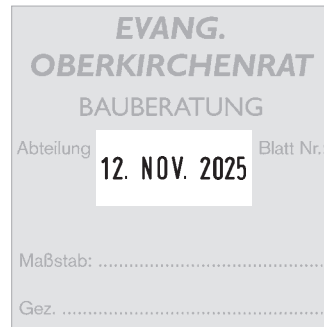 EVANG.
OBERKIRCHENRAT
BAUBERATUNG
Abteilung 12. NOV. 2025 Blatt Nr.:
Maßstab: ................................................
Gez. .......................................................